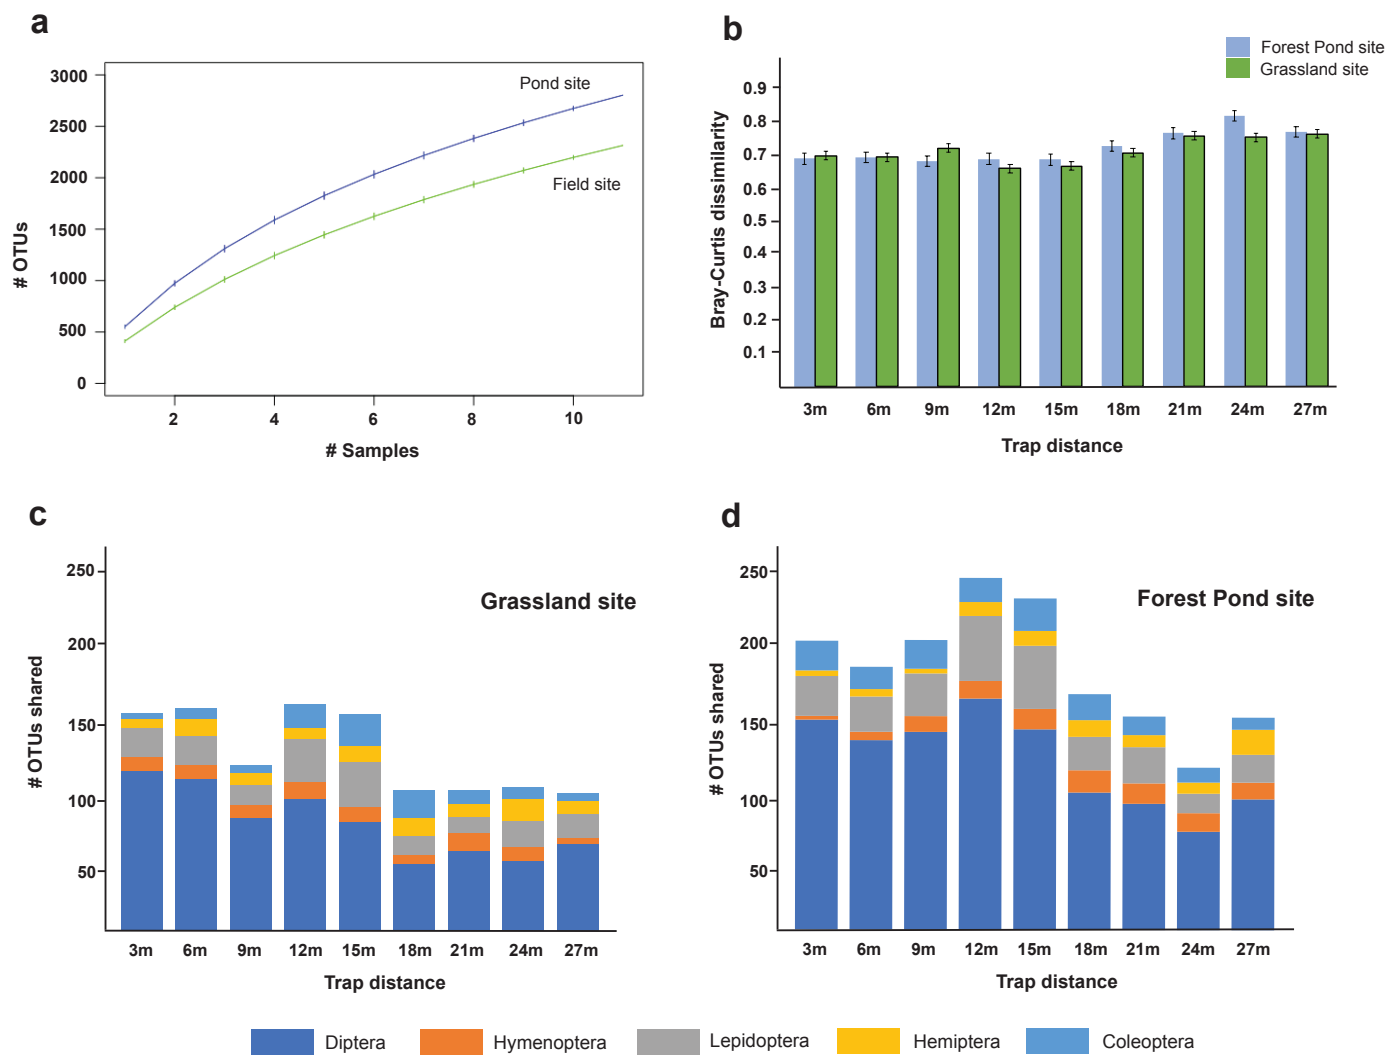 a
3000
2500
2000
1500
1000
500
0
# OTUs
Pond site
Field site
2 4 6 8 10
# Samples
b
Forest Pond site
Grassland site
0.9
0.8
0.7
0.6
0.5
0.4
0.3
0.2
0.1
Bray-Curtis dissimilarity
3m 6m 9m 12m 15m 18m 21m 24m 27m
Trap distance
c
250
200
150
100
50
# OTUs shared
Grassland site
3m 6m 9m 12m 15m 18m 21m 24m 27m
Trap distance
d
250
200
150
100
50
# OTUs shared
Forest Pond site
3m 6m 9m 12m 15m 18m 21m 24m 27m
Trap distance
Diptera Hymenoptera Lepidoptera Hemiptera Coleoptera